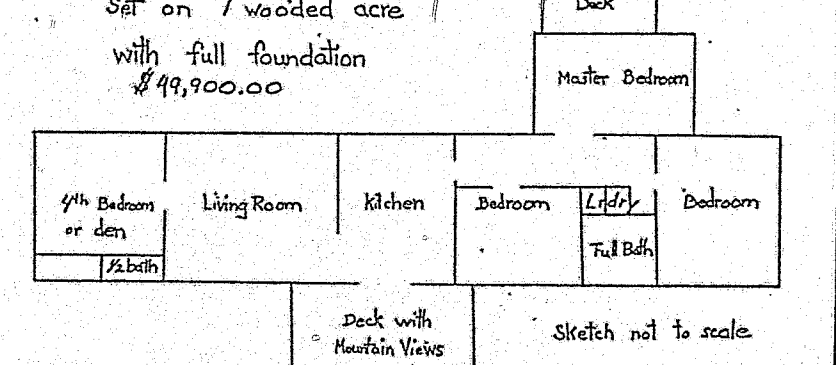 Set on 1 wooded acre
with full foundation
$49,900.00
Deck
Master Bedroom
4th Bedroom
or den
Living Room
Kitchen
Bedroom
Lndry
Bedroom
Full Bath
1/2 bath
Deck with
Mountain Views
Sketch not to scale